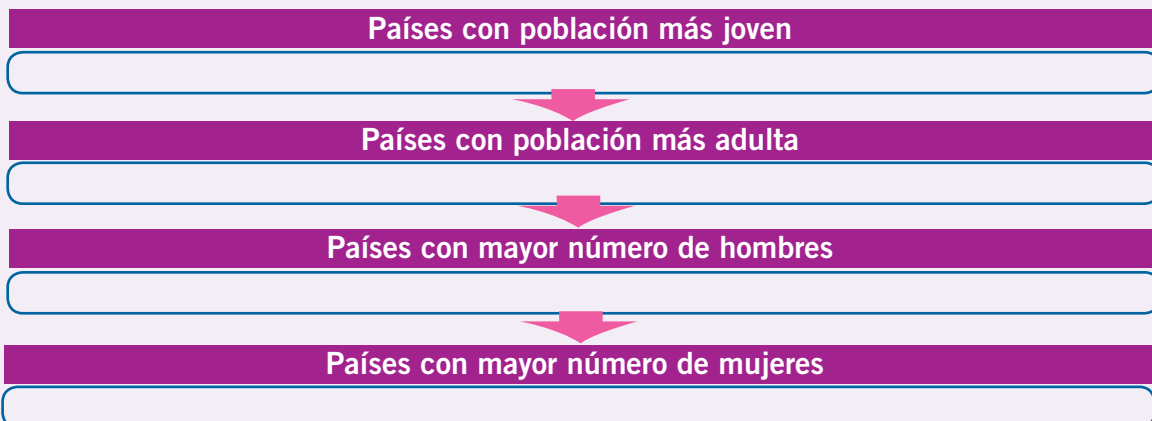 Países con población más joven
Países con población más adulta
Países con mayor número de hombres
Países con mayor número de mujeres